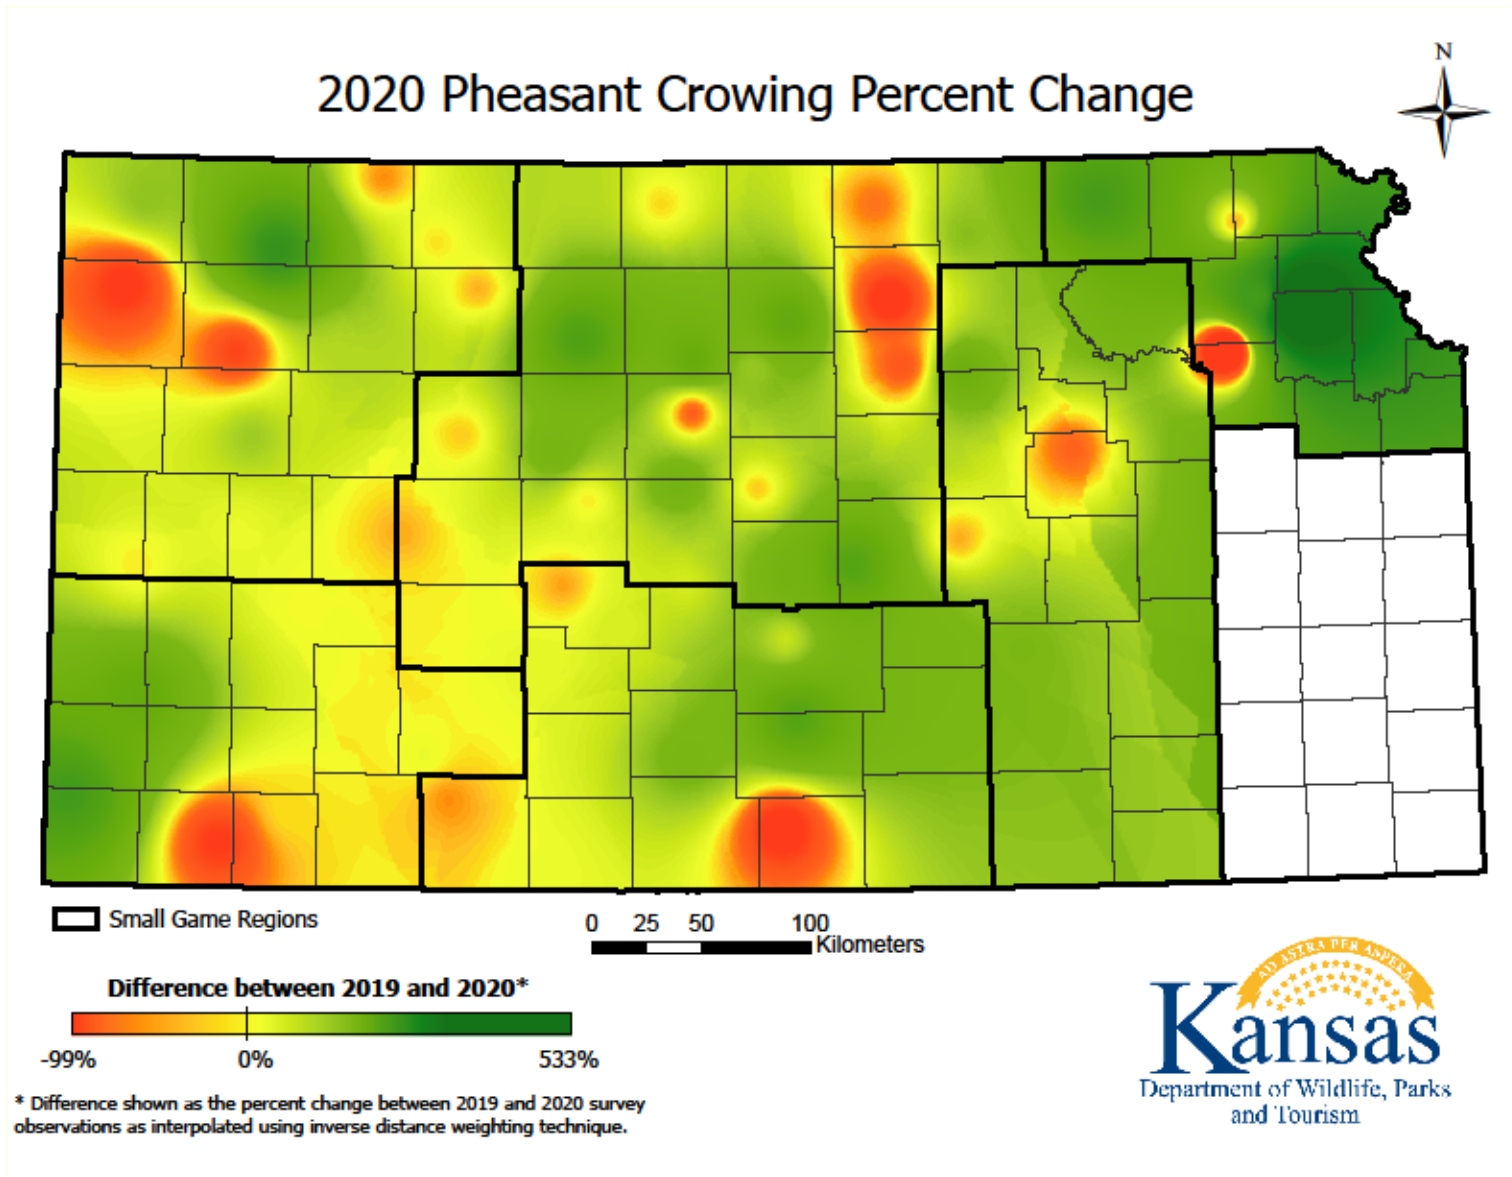 N
2020 Pheasant Crowing Percent Change
Small Game Regions
0 25 50 100
Kilometers
Difference between 2019 and 2020*
-99% 0% 533%
* Difference shown as the percent change between 2019 and 2020 survey
observations as interpolated using inverse distance weighting technique.
AD ASTRA PER ASPERA
Kansas
Department of Wildlife, Parks
and Tourism